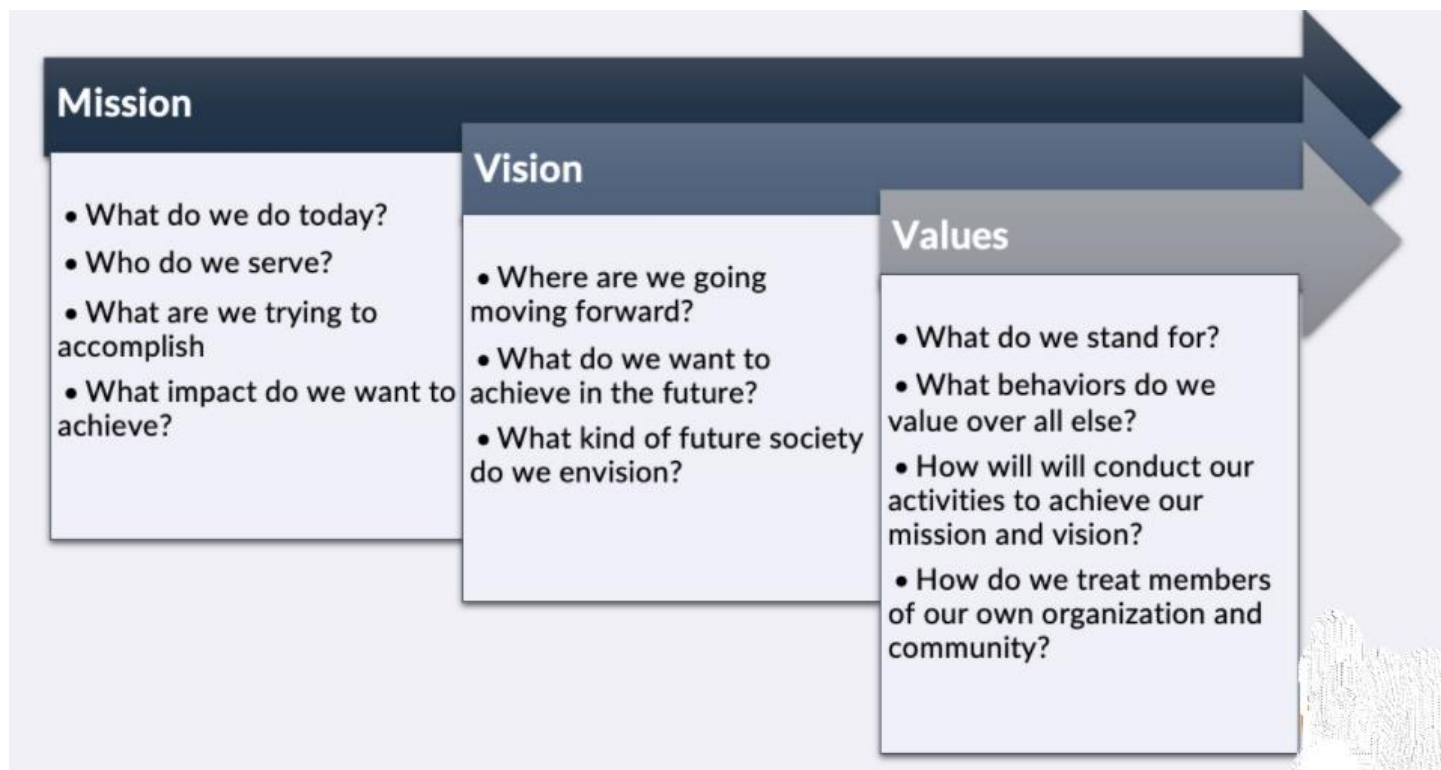 Mission
• What do we do today?
• Who do we serve?
• What are we trying to
accomplish
• What impact do we want to
achieve?
Vision
• Where are we going
moving forward?
• What do we want to
achieve in the future?
• What kind of future society
do we envision?
Values
• What do we stand for?
• What behaviors do we
value over all else?
• How will will conduct our
activities to achieve our
mission and vision?
• How do we treat members
of our own organization and
community?